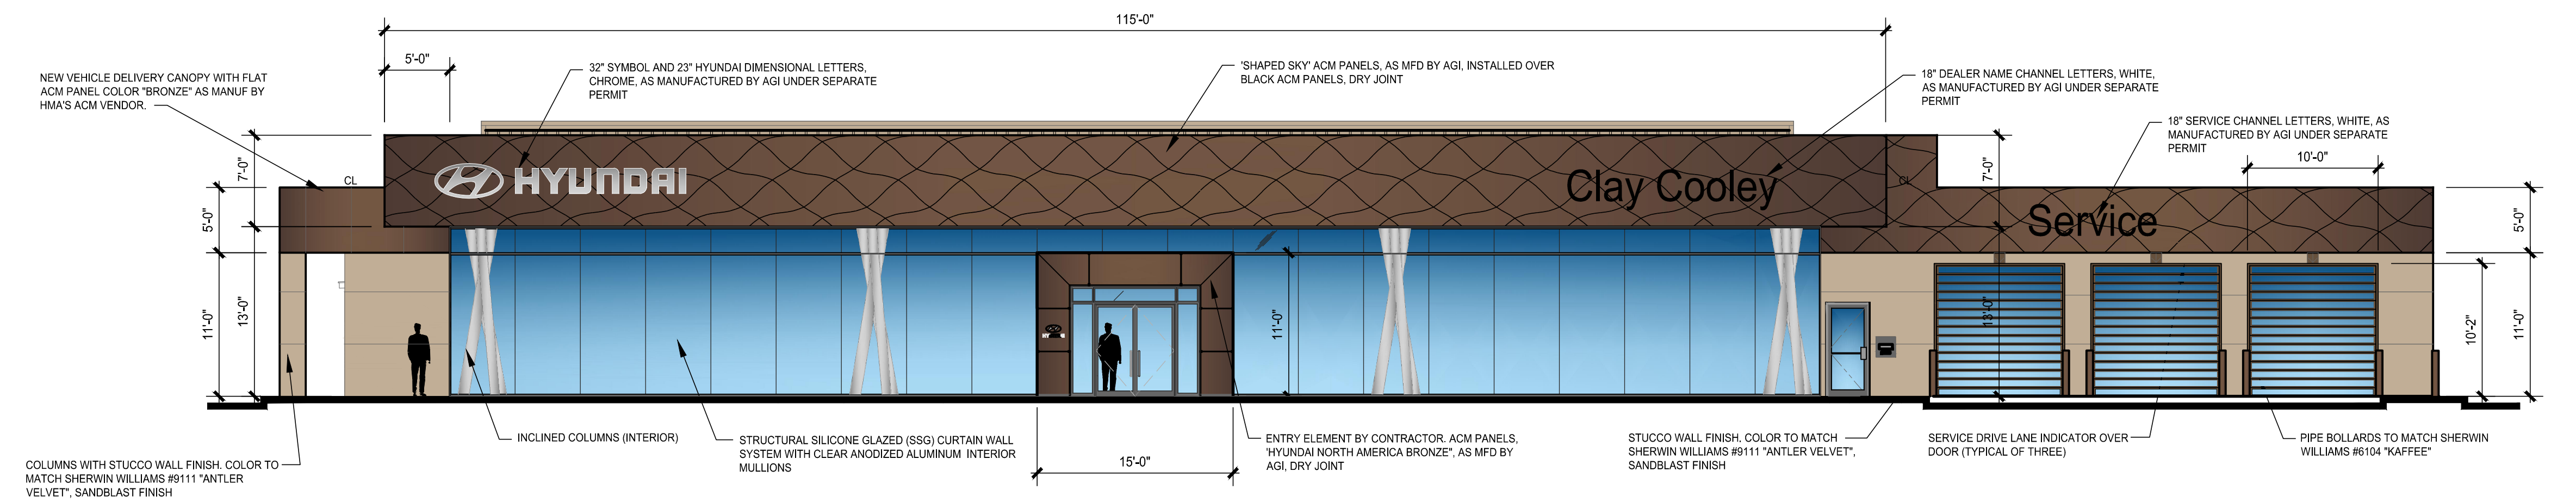 115'-0"
5'-0"
NEW VEHICLE DELIVERY CANOPY WITH FLAT
ACM PANEL COLOR "BRONZE" AS MANUF BY
HMA'S ACM VENDOR.
32" SYMBOL AND 23" HYUNDAI DIMENSIONAL LETTERS,
CHROME, AS MANUFACTURED BY AGI UNDER SEPARATE
PERMIT
'SHAPED SKY' ACM PANELS, AS MFD BY AGI, INSTALLED OVER
BLACK ACM PANELS, DRY JOINT
18" DEALER NAME CHANNEL LETTERS, WHITE,
AS MANUFACTURED BY AGI UNDER SEPARATE
PERMIT
18" SERVICE CHANNEL LETTERS, WHITE, AS
MANUFACTURED BY AGI UNDER SEPARATE
PERMIT
10'-0"
7'-0"
CL
HYUNDAI
Clay Cooley
CL
7'-0"
Service
5'-0"
5'-0"
11'-0"
13'-0"
HYUNDAI
11'-0"
13'-0"
10'-2"
11'-0"
COLUMNS WITH STUCCO WALL FINISH. COLOR TO
MATCH SHERWIN WILLIAMS #9111 "ANTLER
VELVET", SANDBLAST FINISH
INCLINED COLUMNS (INTERIOR)
STRUCTURAL SILICONE GLAZED (SSG) CURTAIN WALL
SYSTEM WITH CLEAR ANODIZED ALUMINUM INTERIOR
MULLIONS
15'-0"
ENTRY ELEMENT BY CONTRACTOR. ACM PANELS,
'HYUNDAI NORTH AMERICA BRONZE", AS MFD BY
AGI, DRY JOINT
STUCCO WALL FINISH. COLOR TO MATCH
SHERWIN WILLIAMS #9111 "ANTLER VELVET",
SANDBLAST FINISH
SERVICE DRIVE LANE INDICATOR OVER
DOOR (TYPICAL OF THREE)
PIPE BOLLARDS TO MATCH SHERWIN
WILLIAMS #6104 "KAFFEE"